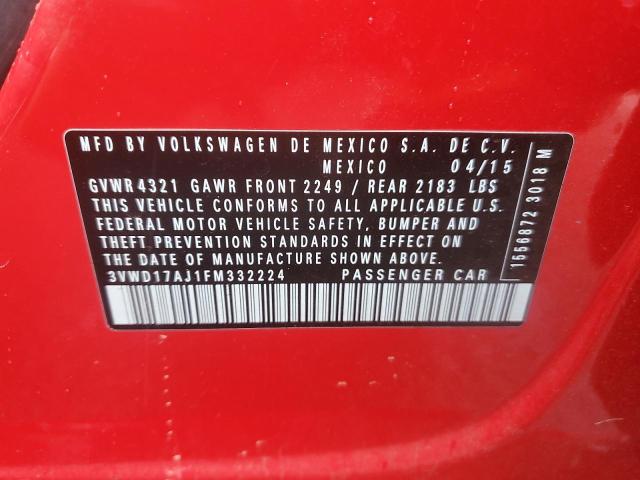 MFD BY VOLKSWAGEN DE MEXICO S.A. DE C.V.
MEXICO 04/15
GVWR 4321 GAWR FRONT 2249 / REAR 2183 LBS
THIS VEHICLE CONFORMS TO ALL APPLICABLE U.S.
FEDERAL MOTOR VEHICLE SAFETY, BUMPER AND
THEFT PREVENTION STANDARDS IN EFFECT ON
THE DATE OF MANUFACTURE SHOWN ABOVE.
3VWD17AJ1FM332224 PASSENGER CAR
1556872 3018 M